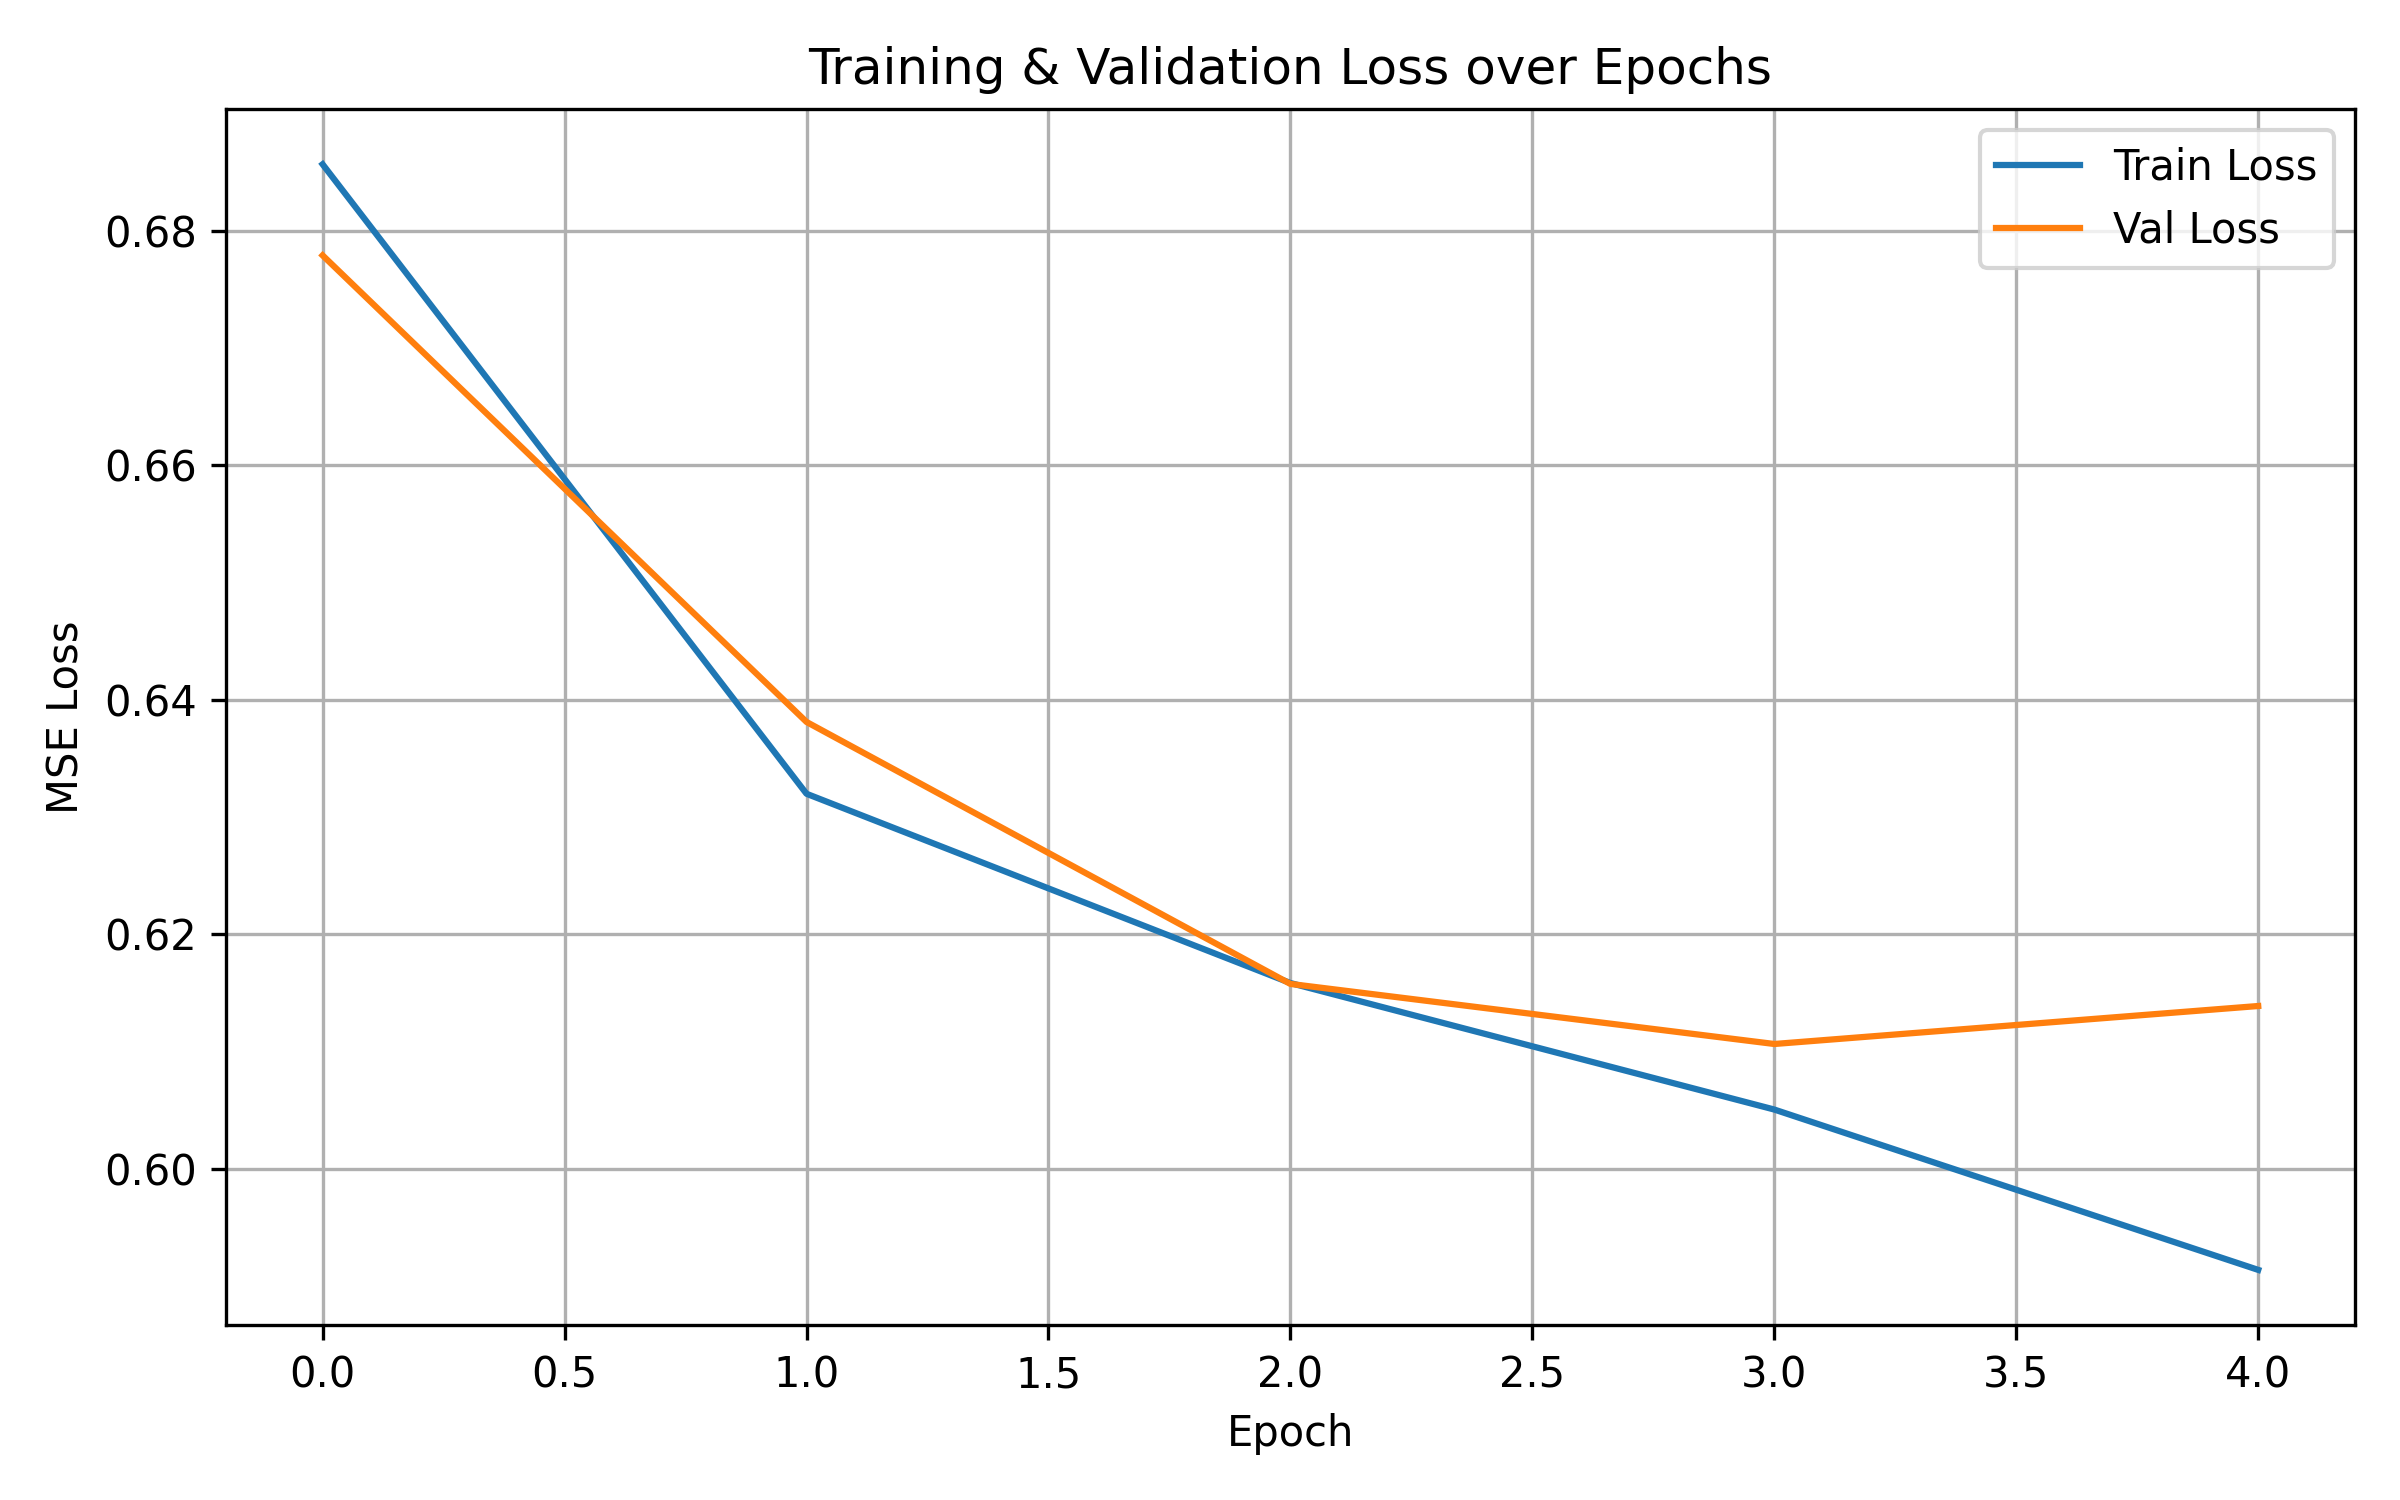 Training & Validation Loss over Epochs
Train Loss
Val Loss
MSE Loss
0.68
0.66
0.64
0.62
0.60
0.0 0.5 1.0 1.5 2.0 2.5 3.0 3.5 4.0
Epoch